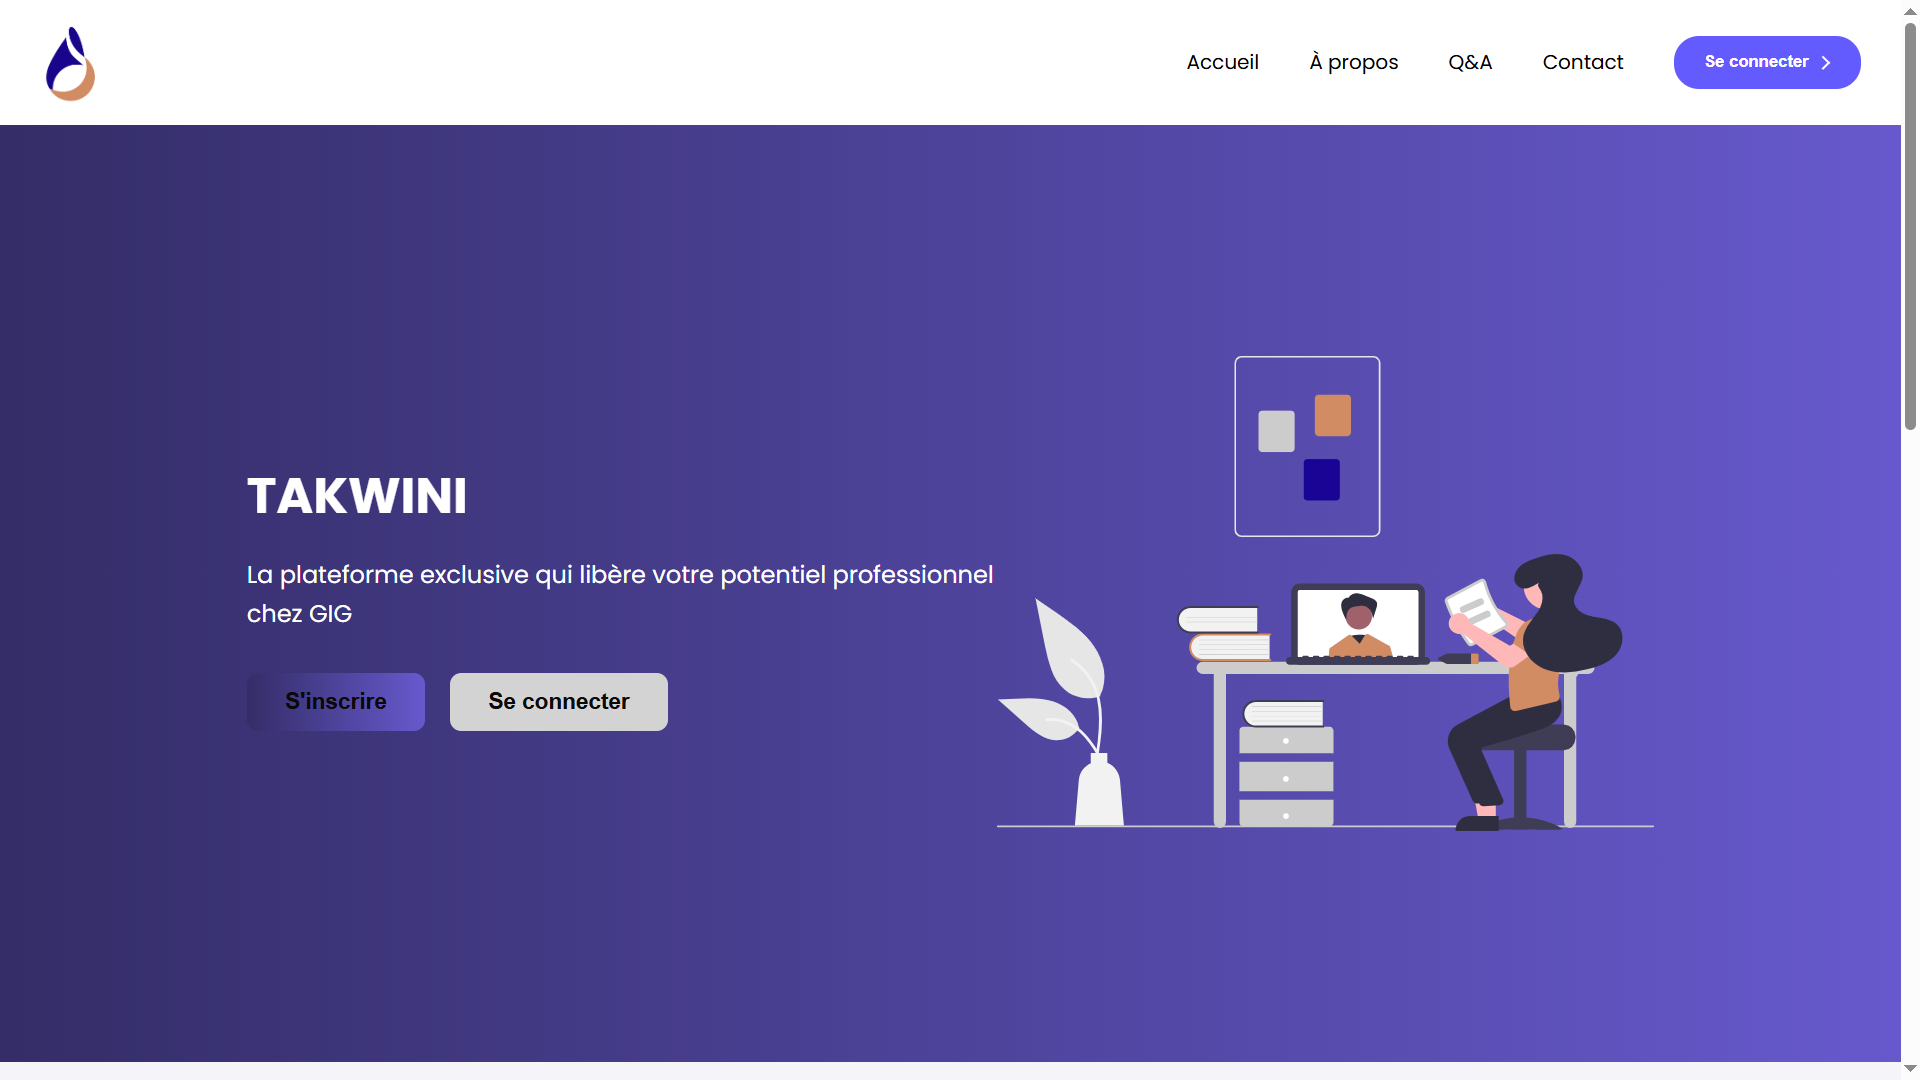 Accueil
À propos
Q&A
Contact
Se connecter
TAKWINI
La plateforme exclusive qui libère votre potentiel professionnel
chez GIG
S'inscrire
Se connecter